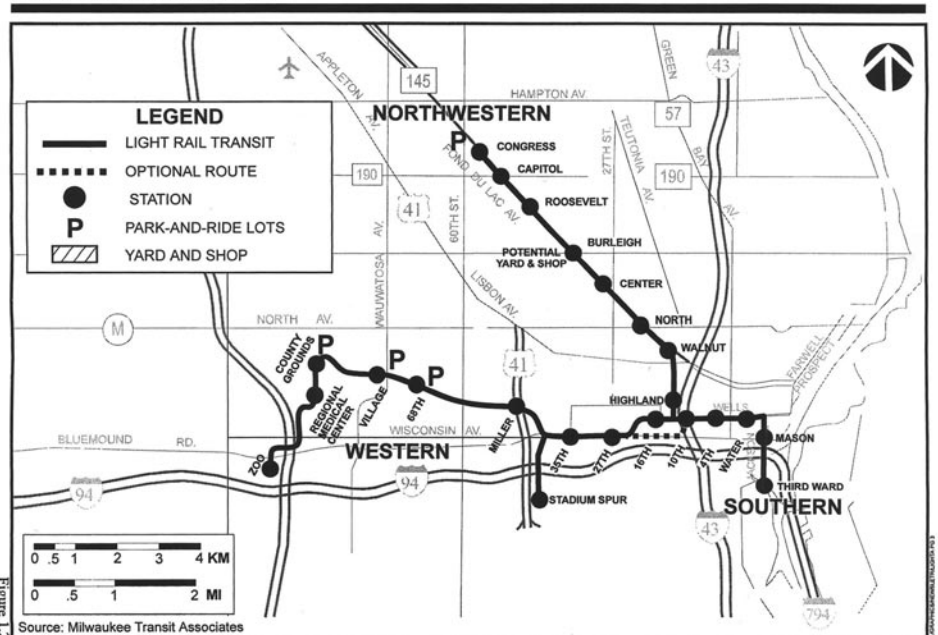 LEGEND
LIGHT RAIL TRANSIT
OPTIONAL ROUTE
STATION
P PARK-AND-RIDE LOTS
YARD AND SHOP
APPLETON AV.
145
NORTHWESTERN
HAMPTON AV
GREEN BAY AV.
43
57
P
CONGRESS
FOND DU LAC AV.
CAPITOL
27TH ST.
TEUTONIA AV.
190
190
41
60TH ST.
WAUWATOSA AV.
ROOSEVELT
BURLEIGH
POTENTIAL
YARD & SHOP
LISBON AV.
CENTER
M
NORTH AV.
NORTH
WALNUT
41
FARWELL
PROSPECT
COUNTY
GROUNDS
P
P
P
REGIONAL
MEDICAL
CENTER
VILLAGE
68TH
HIGHLAND
WELLS
BLUEMOUND RD.
WISCONSIN AV.
ZOO
WESTERN
MILLER
35TH
27TH
16TH
10TH
4TH
WATER
JACKSON
MASON
94
94
STADIUM SPUR
THIRD WARD
SOUTHERN
43
794
0 .5 1 2 3 4 KM
0 .5 1 2 MI
Source: Milwaukee Transit Associates